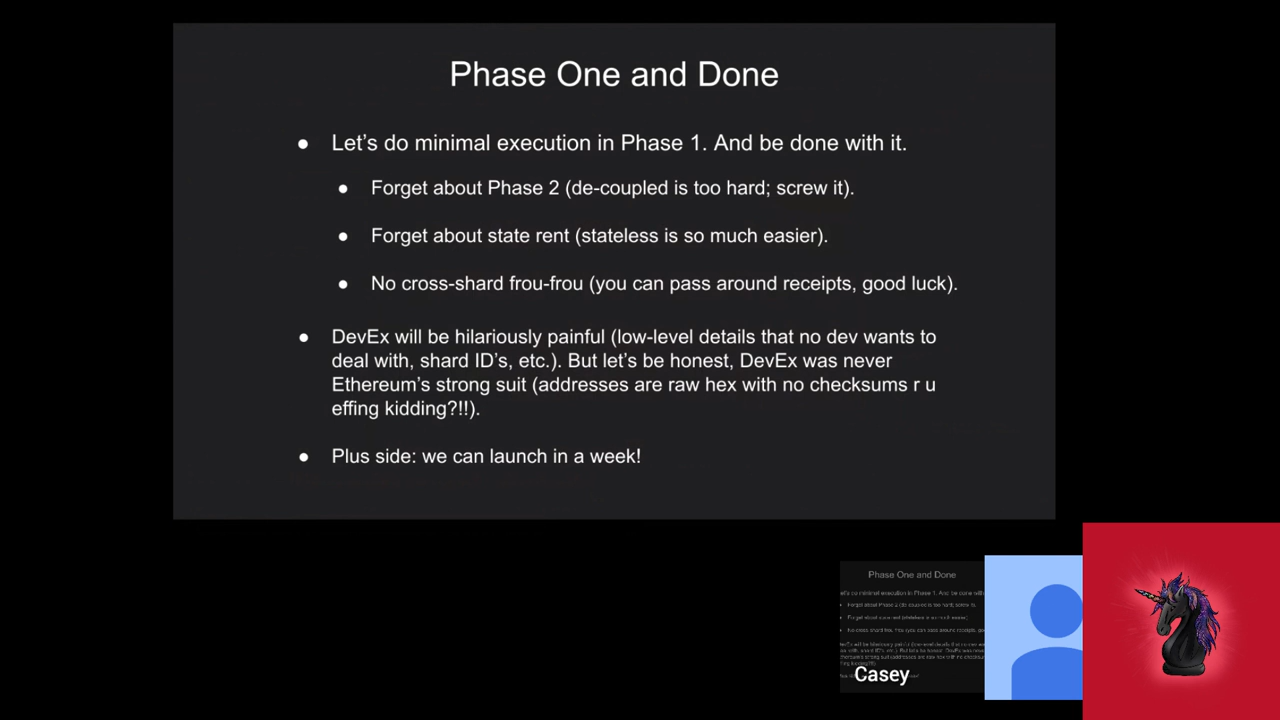 Phase One and Done
● Let’s do minimal execution in Phase 1. And be done with it.
● Forget about Phase 2 (de-coupled is too hard; screw it).
● Forget about state rent (stateless is so much easier).
● No cross-shard frou-frou (you can pass around receipts, good luck).
● DevEx will be hilariously painful (low-level details that no dev wants to
deal with, shard ID’s, etc.). But let’s be honest, DevEx was never
Ethereum’s strong suit (addresses are raw hex with no checksums r u
effing kidding?!!).
● Plus side: we can launch in a week!
Phase One and Done
Casey